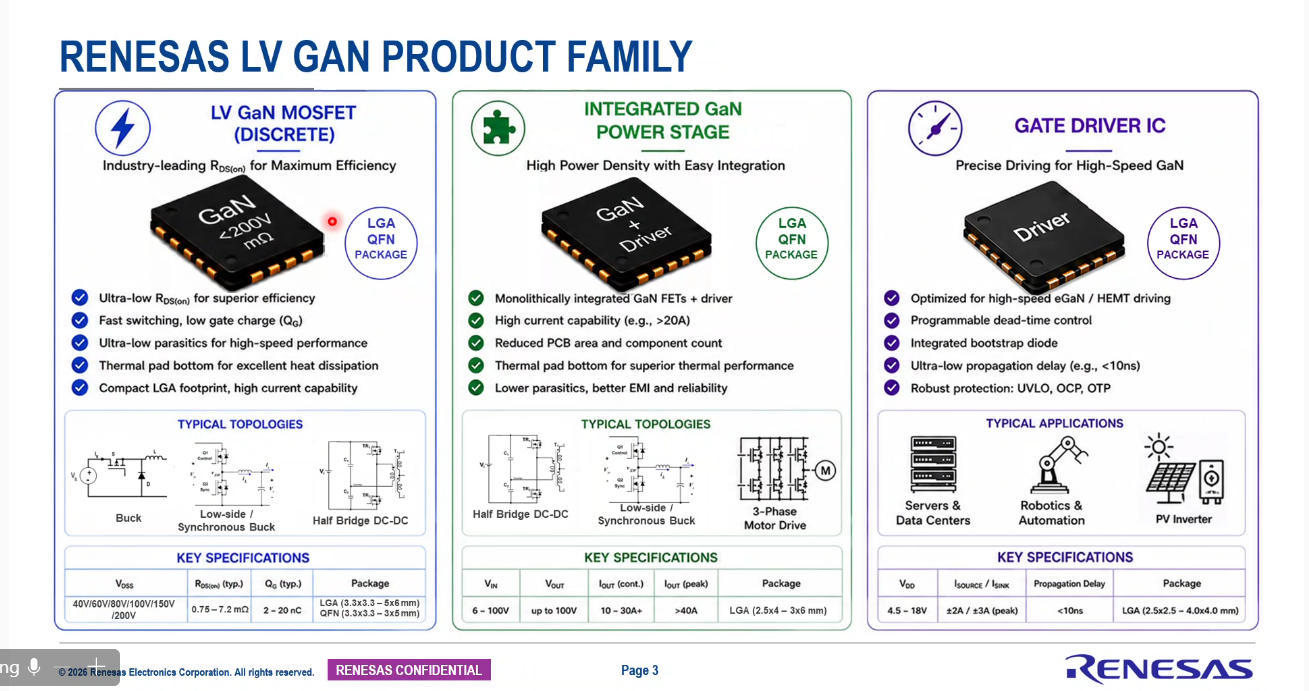 RENESAS LV GAN PRODUCT FAMILY
LV GaN MOSFET
(DISCRETE)
Industry-leading RDS(on) for Maximum Efficiency
GaN
<200V
mΩ
LGA
QFN
PACKAGE
Ultra-low RDS(on) for superior efficiency
Fast switching, low gate charge (QG)
Ultra-low parasitics for high-speed performance
Thermal pad bottom for excellent heat dissipation
Compact LGA footprint, high current capability
TYPICAL TOPOLOGIES
Buck
Low-side /
Synchronous Buck
Half Bridge DC-DC
KEY SPECIFICATIONS
VDSS RDS(on) (typ.) QG (typ.) Package
40V/60V/80V/100V/150V
/200V
0.75 – 7.2 mΩ
2 – 20 nC
LGA (3.3x3.3 – 5x6 mm)
QFN (3.3x3.3 – 3x5 mm)
INTEGRATED GaN
POWER STAGE
High Power Density with Easy Integration
GaN
+
Driver
LGA
QFN
PACKAGE
Monolithically integrated GaN FETs + driver
High current capability (e.g., >20A)
Reduced PCB area and component count
Thermal pad bottom for superior thermal performance
Lower parasitics, better EMI and reliability
TYPICAL TOPOLOGIES
Half Bridge DC-DC
Low-side /
Synchronous Buck
M
3-Phase
Motor Drive
KEY SPECIFICATIONS
VIN VOUT IOUT (cont.) IOUT (peak) Package
6 – 100V up to 100V 10 – 30A+ >40A LGA (2.5x4 – 3x6 mm)
GATE DRIVER IC
Precise Driving for High-Speed GaN
Driver
LGA
QFN
PACKAGE
Optimized for high-speed eGaN / HEMT driving
Programmable dead-time control
Integrated bootstrap diode
Ultra-low propagation delay (e.g., <10ns)
Robust protection: UVLO, OCP, OTP
TYPICAL APPLICATIONS
Servers &
Data Centers
Robotics &
Automation
PV Inverter
KEY SPECIFICATIONS
VDD ISOURCE / ISINK Propagation Delay Package
4.5 – 18V ±2A / ±3A (peak) <10ns LGA (2.5x2.5 – 4.0x4.0 mm)
ng
© 2026 Renesas Electronics Corporation. All rights reserved.
RENESAS CONFIDENTIAL
Page 3
RENESAS